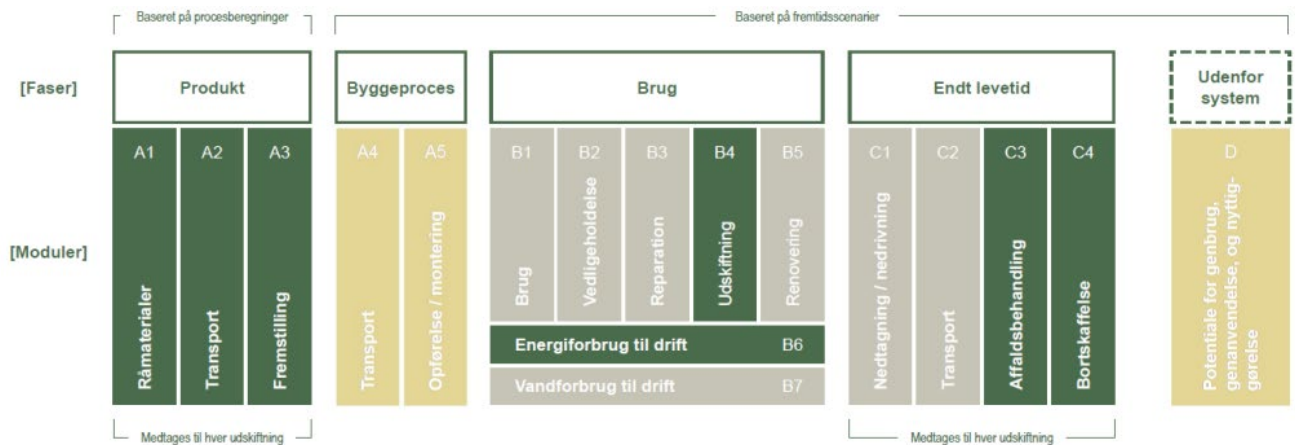 Baseret på procesberegninger
Baseret på fremtidsscenarier
[Faser]
Produkt
Byggeproces
Brug
Endt levetid
Udenfor
system
[Moduler]
A1
Råmaterialer
A2
Transport
A3
Fremstilling
A4
Transport
A5
Opførelse / montering
B1
Brug
B2
Vedligeholdelse
B3
Reparation
B4
Udskiftning
B5
Renovering
Energiforbrug til drift B6
Vandforbrug til drift B7
C1
Nedtagning / nedrivning
C2
Transport
C3
Affaldsbehandling
C4
Bortskaffelse
D
Potentiale for genbrug,
genanvendelse, og nyttig-
gørelse
Medtages til hver udskiftning
Medtages til hver udskiftning